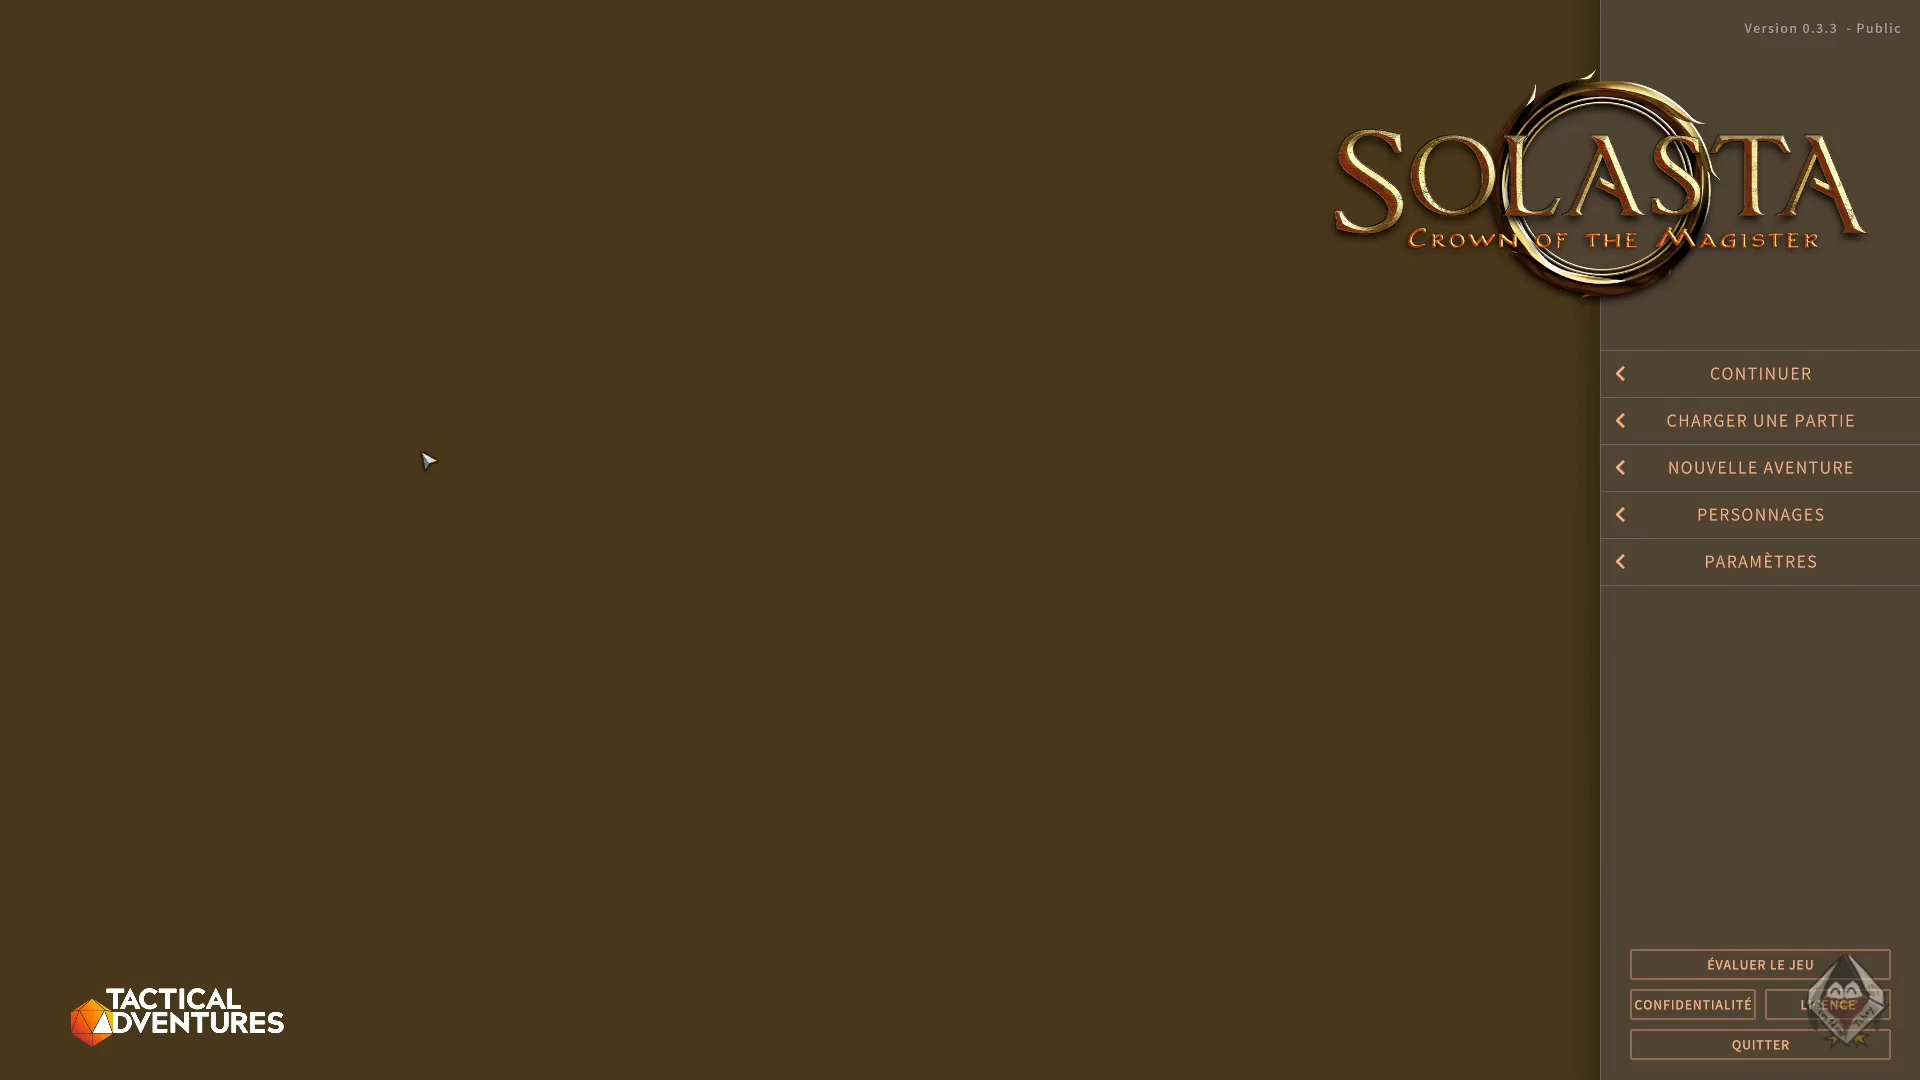 Version 0.3.3 - Public
SOLASTA
CROWN OF THE MAGISTER
CONTINUER
CHARGER UNE PARTIE
NOUVELLE AVENTURE
PERSONNAGES
PARAMÈTRES
ÉVALUER LE JEU
CONFIDENTIALITÉ
LICENCE
QUITTER
TACTICAL
ADVENTURES